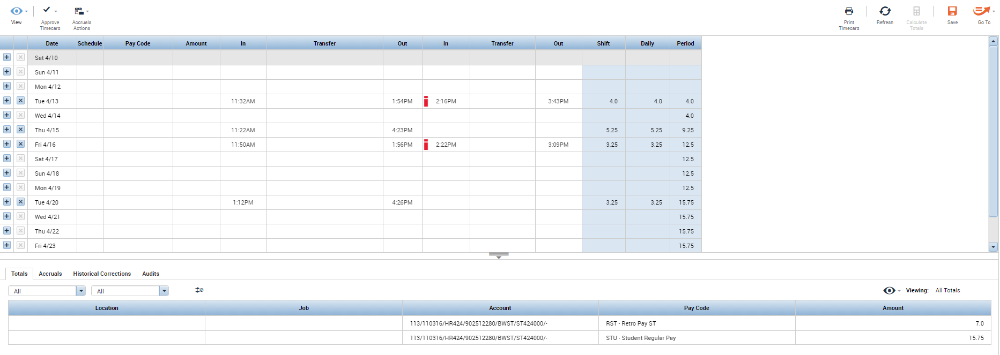 View
Approve Timecard
Accruals Actions
Print Timecard
Refresh
Calculate Totals
Save
Go To
Date Schedule Pay Code Amount In Transfer Out In Transfer Out Shift Daily Period
Sat 4/10
Sun 4/11
Mon 4/12
Tue 4/13 11:32AM 1:54PM 2:16PM 3:43PM 4.0 4.0 4.0
Wed 4/14 4.0
Thu 4/15 11:22AM 4:23PM 5.25 5.25 9.25
Fri 4/16 11:50AM 1:56PM 2:22PM 3:09PM 3.25 3.25 12.5
Sat 4/17 12.5
Sun 4/18 12.5
Mon 4/19 12.5
Tue 4/20 1:12PM 4:26PM 3.25 3.25 15.75
Wed 4/21 15.75
Thu 4/22 15.75
Fri 4/23 15.75
Totals Accruals Historical Corrections Audits
All All Viewing: All Totals
Location Job Account Pay Code Amount
113/110316/HR424/902512280/BWST/ST424000/- RST - Retro Pay ST 7.0
113/110316/HR424/902512280/BWST/ST424000/- STU - Student Regular Pay 15.75